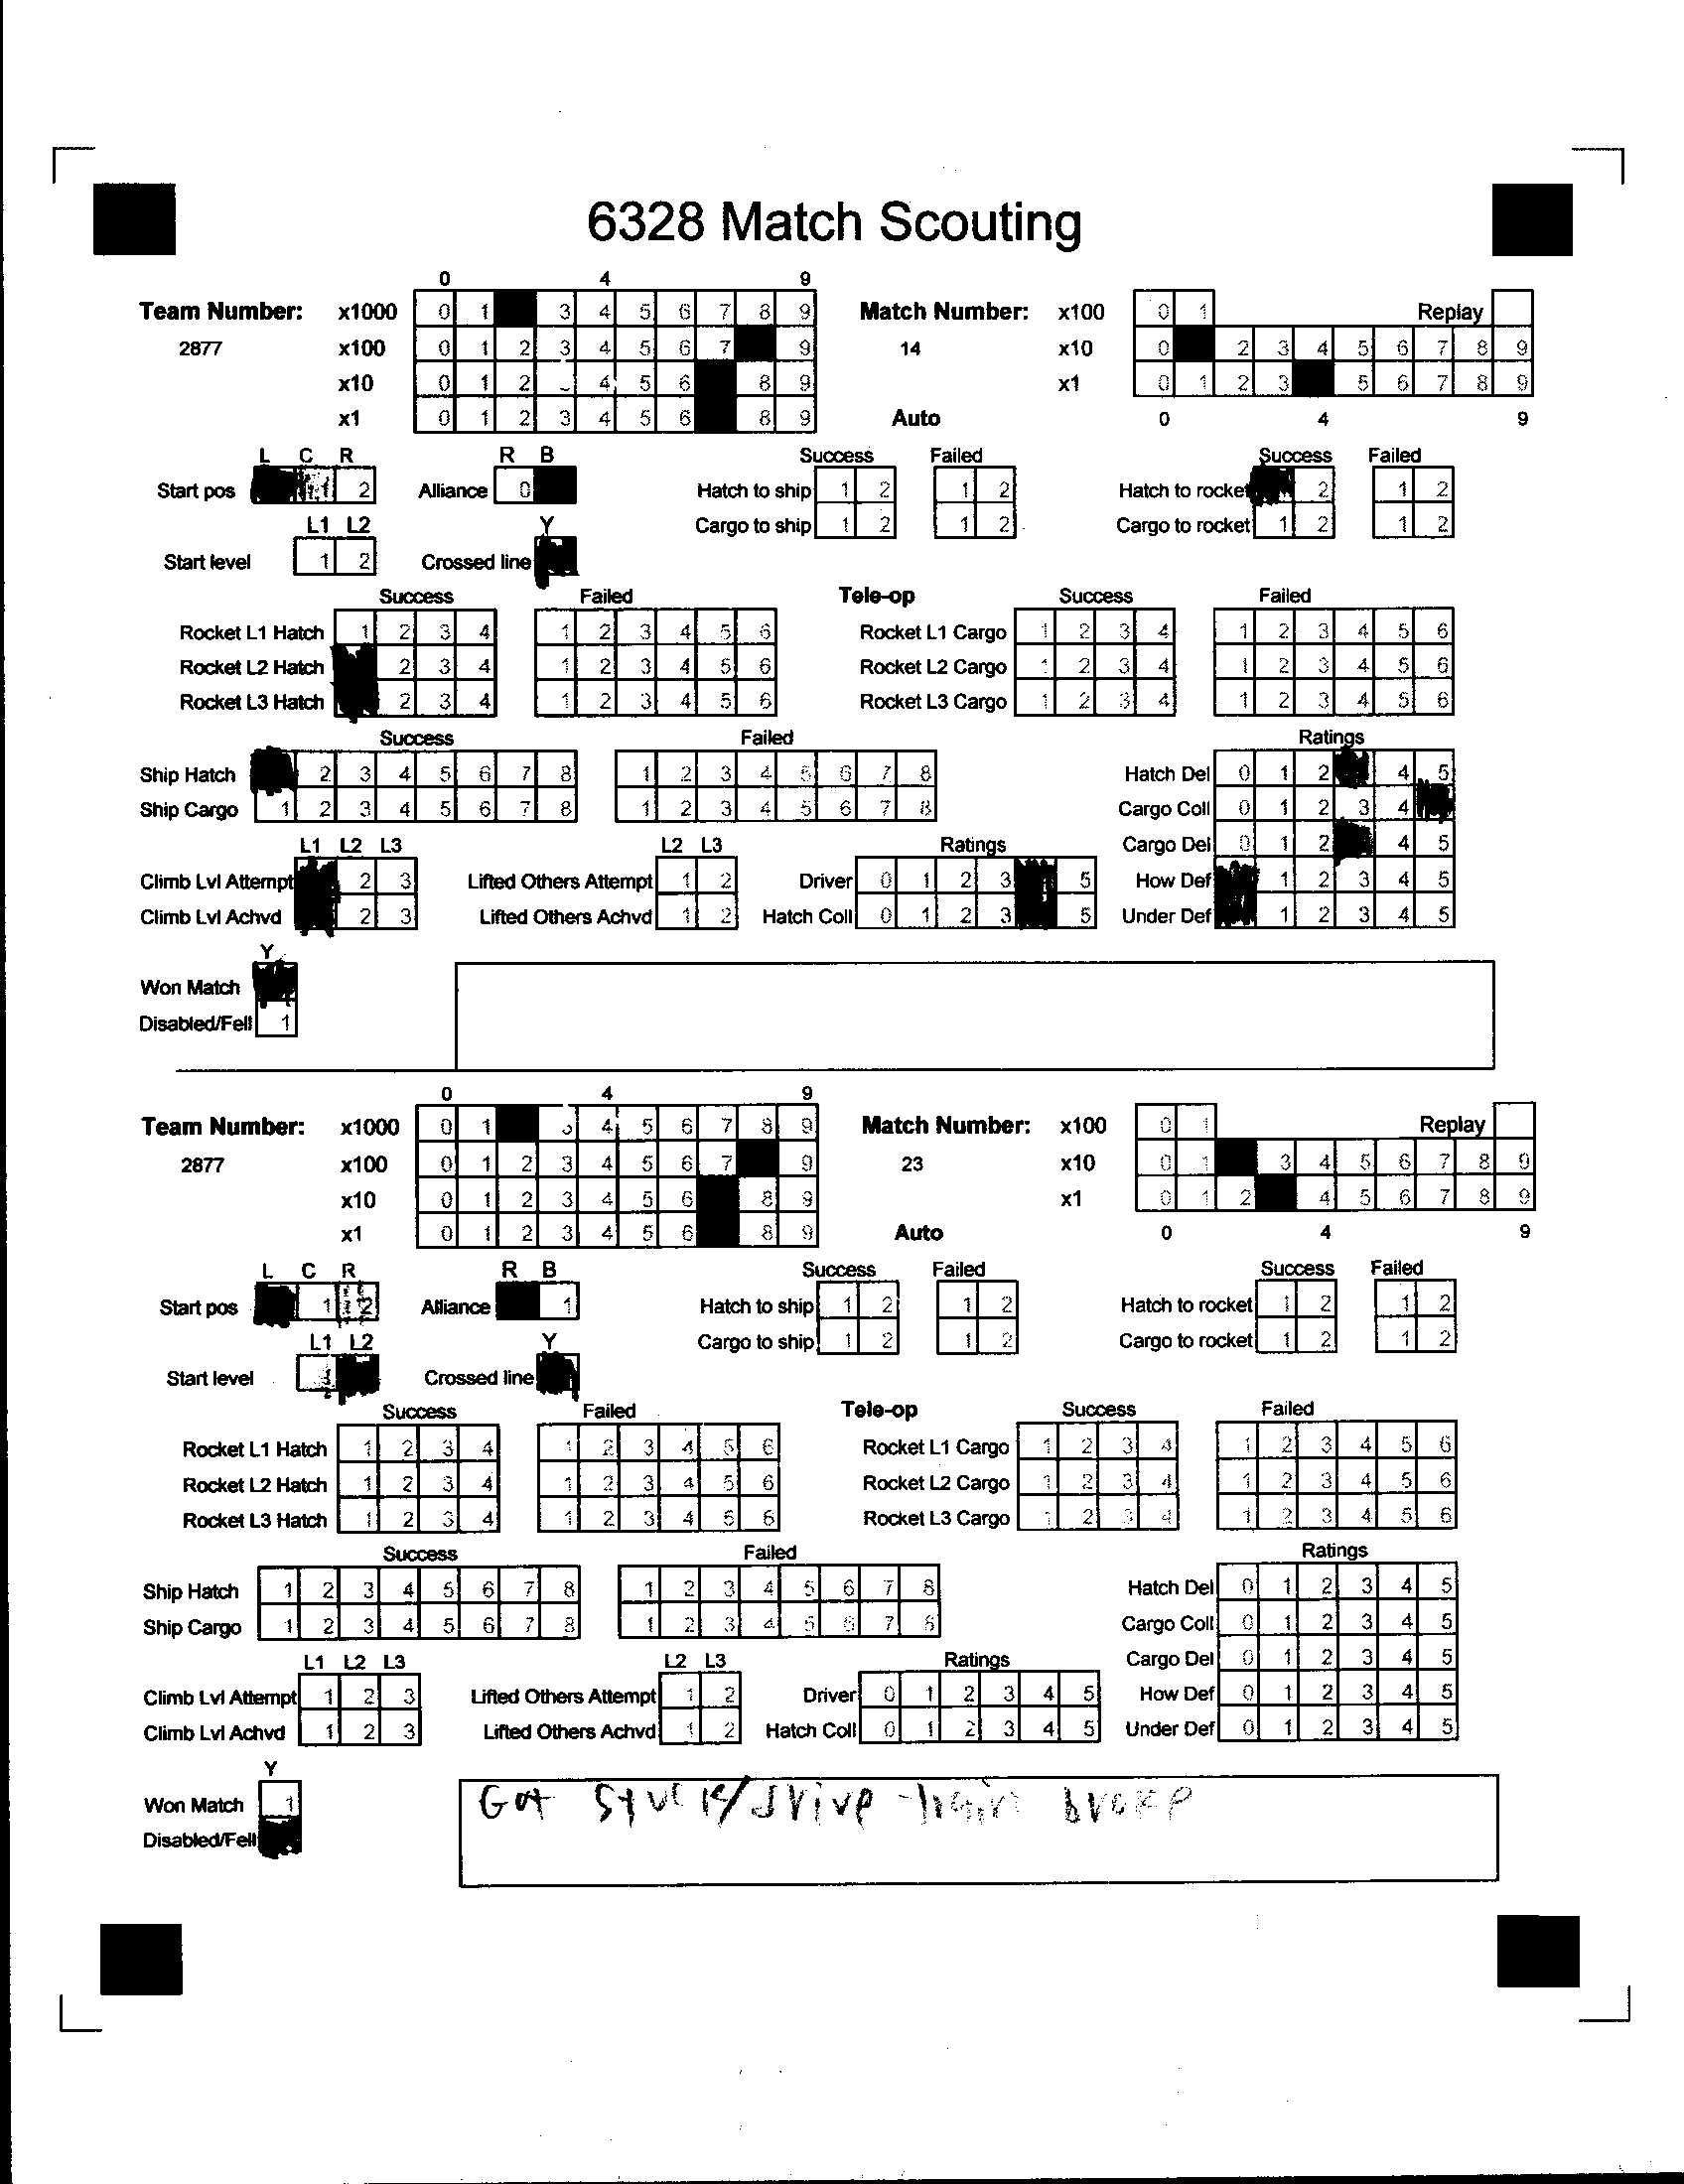 6328 Match Scouting
0 4 9
Team Number: x1000 0 1 3 4 5 6 7 8 9 Match Number: x100 0 1 Replay
2877 x100 0 1 2 3 4 5 6 7 9 14 x10 0 2 3 4 5 6 7 8 9
x10 0 1 2 4 5 6 8 9 x1 0 1 2 3 5 6 7 8 9
x1 0 1 2 3 4 5 6 8 9 Auto 0 4 9
L C R R B Success Failed Success Failed
Start pos 1 2 Alliance 0 Hatch to ship 1 2 1 2 Hatch to rocket 2 1 2
L1 L2 Y Cargo to ship 1 2 1 2 Cargo to rocket 1 2 1 2
Start level 1 2 Crossed line
Success Failed Tele-op Success Failed
Rocket L1 Hatch 1 2 3 4 1 2 3 4 5 6 Rocket L1 Cargo 1 2 3 4 1 2 3 4 5 6
Rocket L2 Hatch 2 3 4 1 2 3 4 5 6 Rocket L2 Cargo 1 2 3 4 1 2 3 4 5 6
Rocket L3 Hatch 2 3 4 1 2 3 4 5 6 Rocket L3 Cargo 1 2 3 4 1 2 3 4 5 6
Success Failed Ratings
Ship Hatch 2 3 4 5 6 7 8 1 2 3 4 5 6 7 8 Hatch Del 0 1 2 4 5
Ship Cargo 1 2 3 4 5 6 7 8 1 2 3 4 5 6 7 8 Cargo Coll 0 1 2 3 4
L1 L2 L3 L2 L3 Ratings Cargo Del 0 1 2 4 5
Climb Lvl Attempt 2 3 Lifted Others Attempt 1 2 Driver 0 1 2 3 5 How Def 1 2 3 4 5
Climb Lvl Achvd 2 3 Lifted Others Achvd 1 2 Hatch Coll 0 1 2 3 5 Under Def 1 2 3 4 5
Y
Won Match
Disabled/Fell 1
0 4 9
Team Number: x1000 0 1 4 5 6 7 8 9 Match Number: x100 0 1 Replay
2877 x100 0 1 2 3 4 5 6 7 9 23 x10 0 1 3 4 5 6 7 8 9
x10 0 1 2 3 4 5 6 8 9 x1 0 1 2 4 5 6 7 8 9
x1 0 1 2 3 4 5 6 8 9 Auto 0 4 9
L C R R B Success Failed Success Failed
Start pos 1 2 Alliance 1 Hatch to ship 1 2 1 2 Hatch to rocket 1 2 1 2
L1 L2 Y Cargo to ship 1 2 1 2 Cargo to rocket 1 2 1 2
Start level 1 Crossed line
Success Failed Tele-op Success Failed
Rocket L1 Hatch 1 2 3 4 1 2 3 4 5 6 Rocket L1 Cargo 1 2 3 4 1 2 3 4 5 6
Rocket L2 Hatch 1 2 3 4 1 2 3 4 5 6 Rocket L2 Cargo 1 2 3 4 1 2 3 4 5 6
Rocket L3 Hatch 1 2 3 4 1 2 3 4 5 6 Rocket L3 Cargo 1 2 3 4 1 2 3 4 5 6
Success Failed Ratings
Ship Hatch 1 2 3 4 5 6 7 8 1 2 3 4 5 6 7 8 Hatch Del 0 1 2 3 4 5
Ship Cargo 1 2 3 4 5 6 7 8 1 2 3 4 5 6 7 8 Cargo Coll 0 1 2 3 4 5
L1 L2 L3 L2 L3 Ratings Cargo Del 0 1 2 3 4 5
Climb Lvl Attempt 1 2 3 Lifted Others Attempt 1 2 Driver 0 1 2 3 4 5 How Def 0 1 2 3 4 5
Climb Lvl Achvd 1 2 3 Lifted Others Achvd 1 2 Hatch Coll 0 1 2 3 4 5 Under Def 0 1 2 3 4 5
Y
Won Match 1 Got stuck/drive train broke
Disabled/Fell